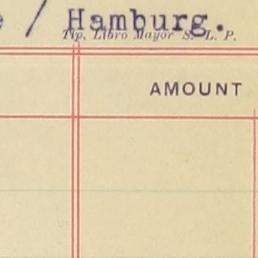 / Hamburg.
Tip. Libro Mayor S. L. P.
AMOUNT